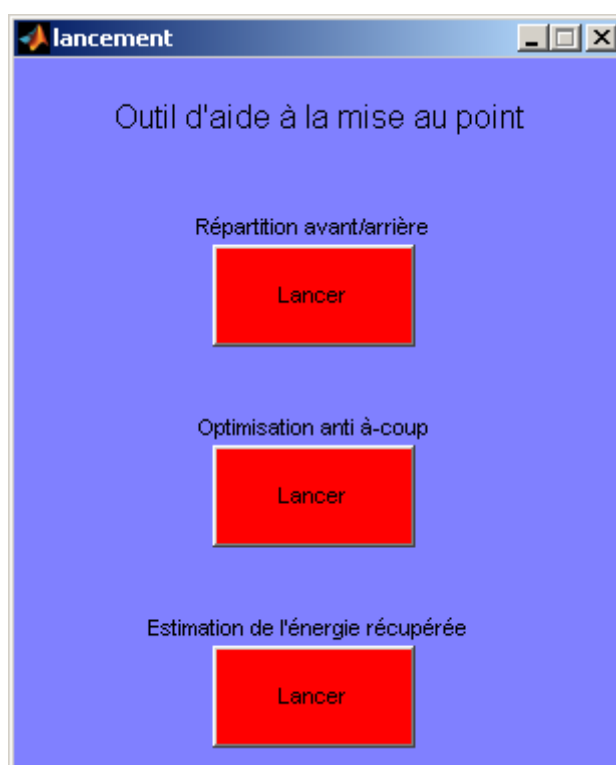 lancement
Outil d'aide à la mise au point
Répartition avant/arrière
Lancer
Optimisation anti à-coup
Lancer
Estimation de l'énergie récupérée
Lancer